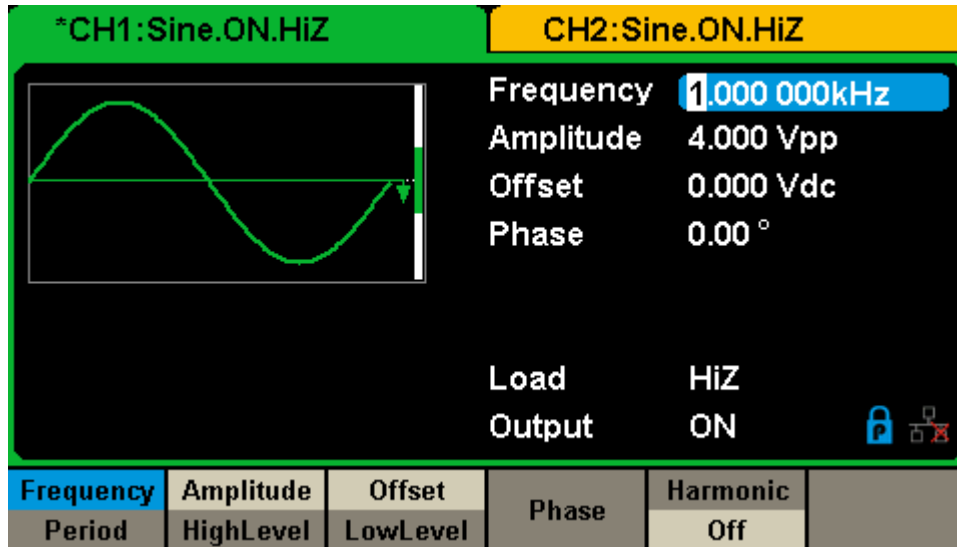 *CH1:Sine.ON.HiZ CH2:Sine.ON.HiZ
Frequency 1.000 000kHz
Amplitude 4.000 Vpp
Offset 0.000 Vdc
Phase 0.00 °
Load HiZ
Output ON P
Frequency Amplitude Offset Phase Harmonic
Period HighLevel LowLevel Off